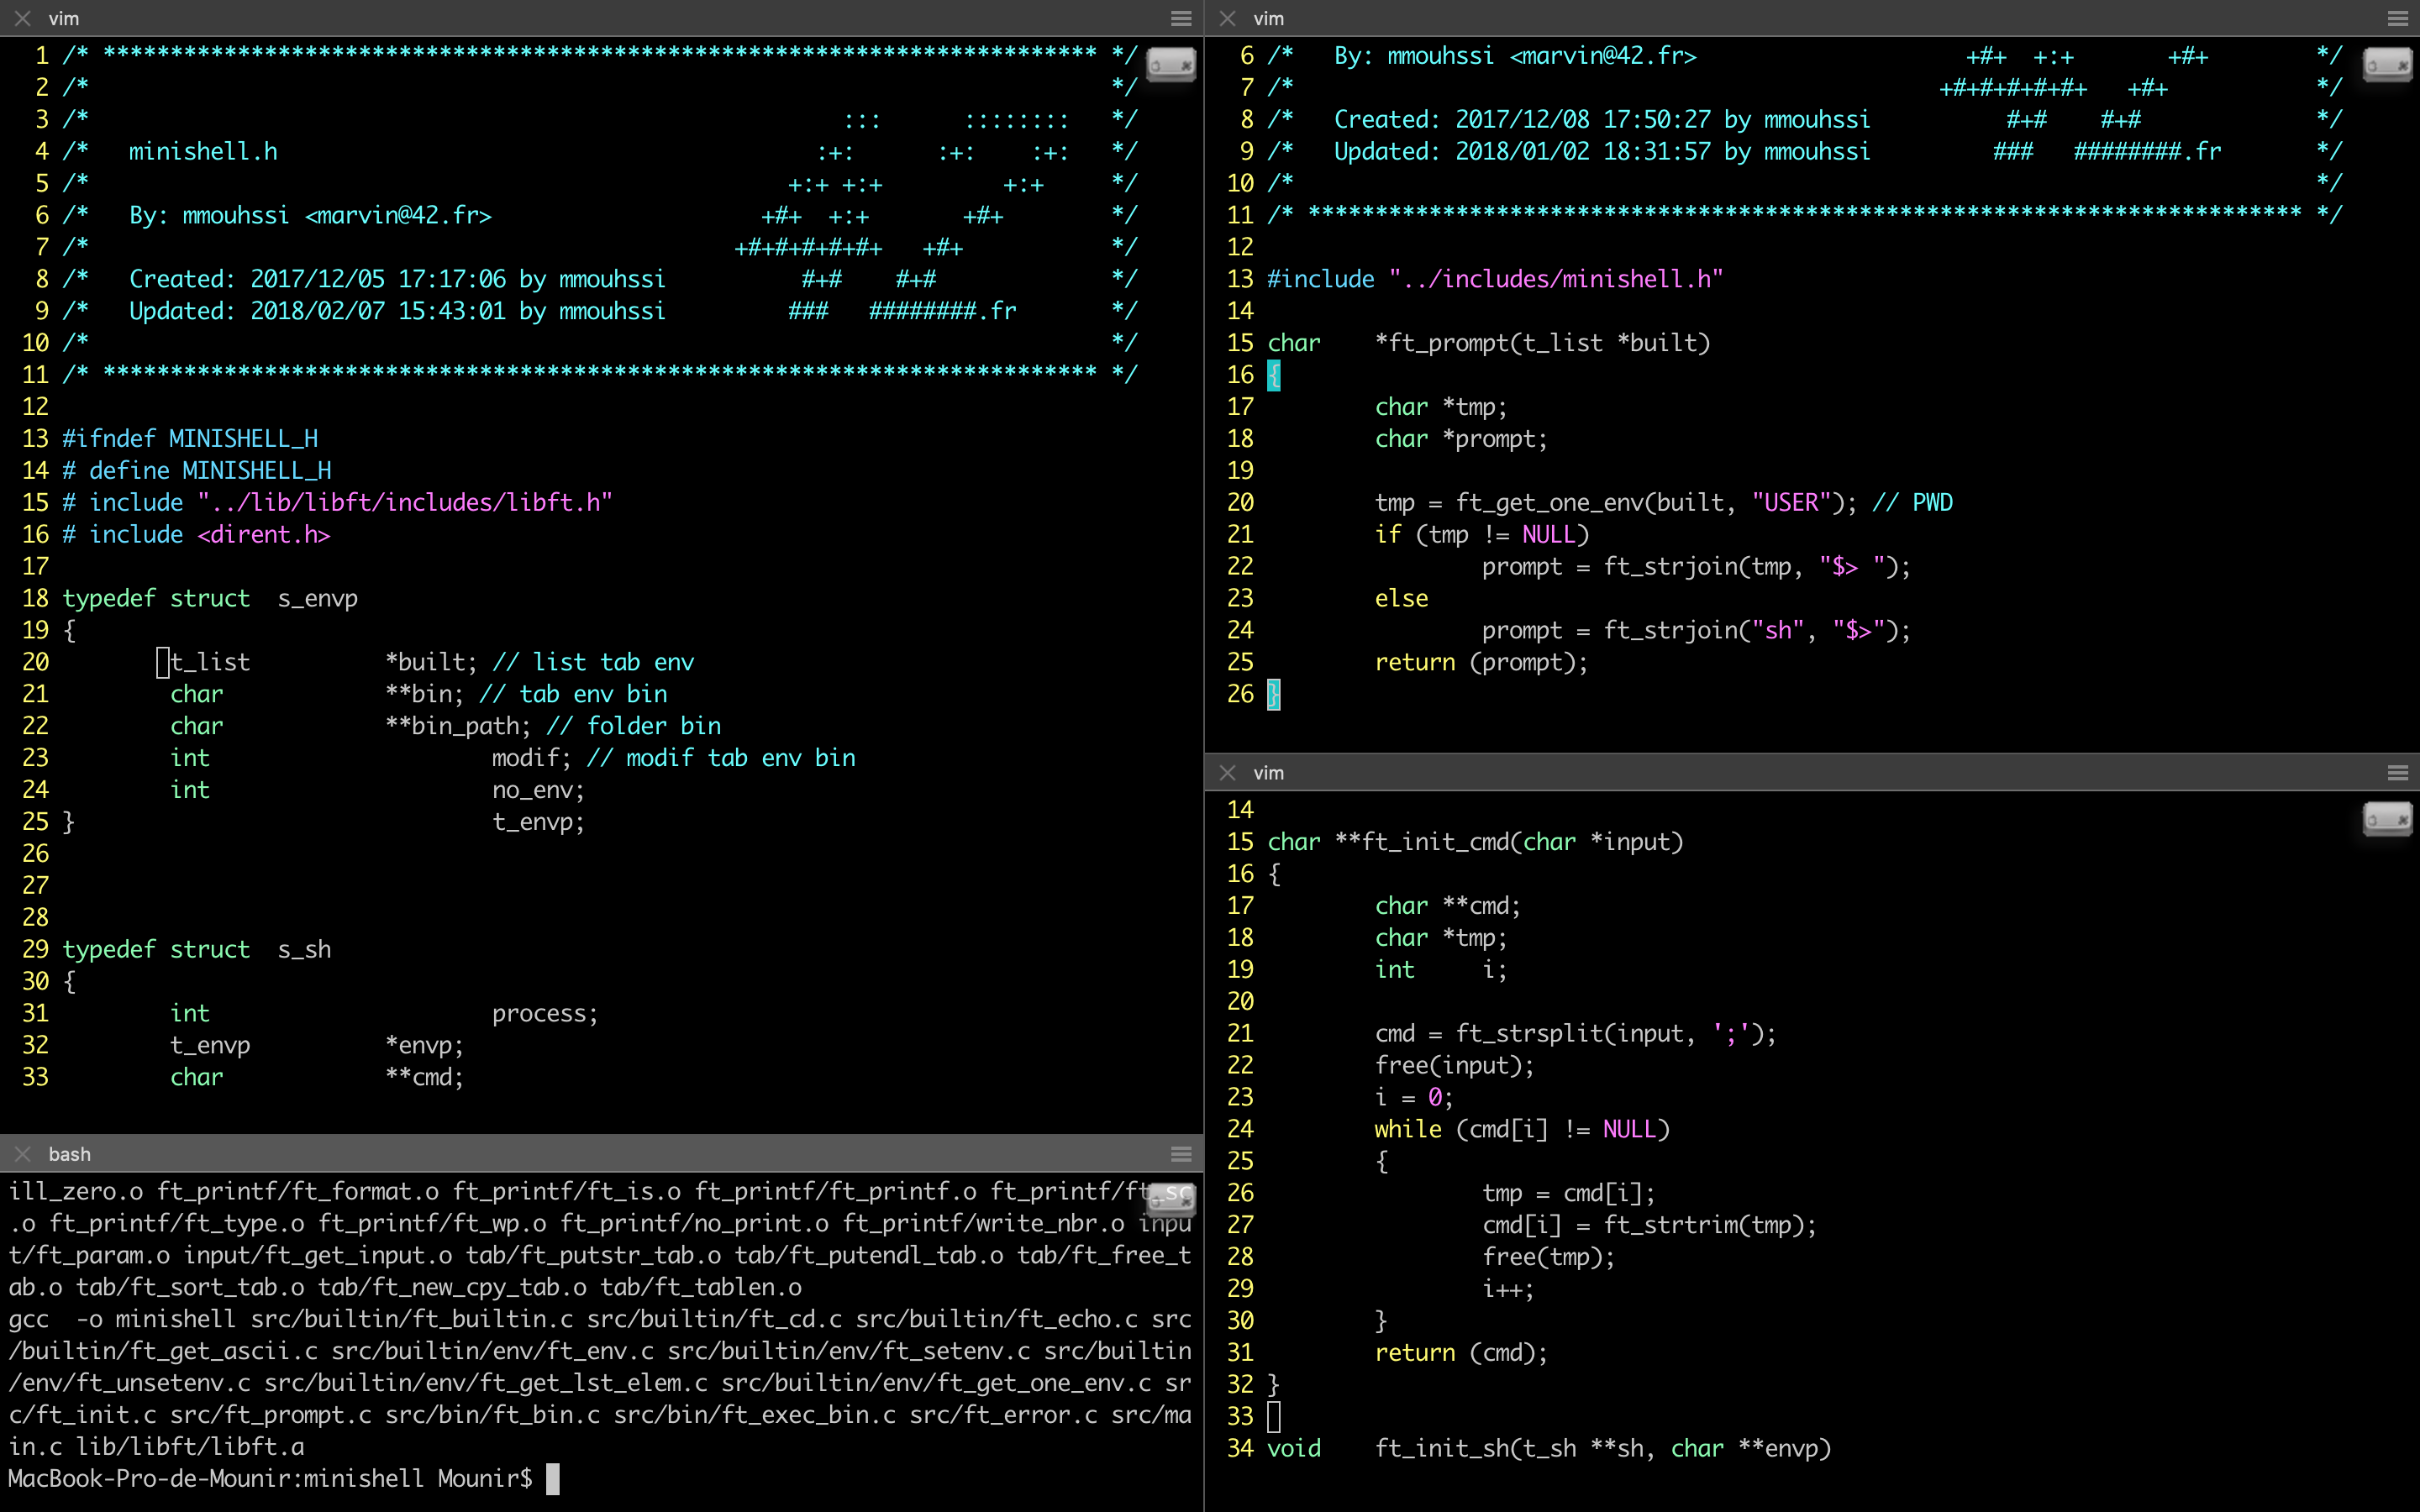 vim
1 /* ************************************************************************** */
2 /*                                                                            */
3 /*                                                        :::      ::::::::   */
4 /*   minishell.h                                        :+:      :+:    :+:   */
5 /*                                                    +:+ +:+         +:+     */
6 /*   By: mmouhssi <marvin@42.fr>                    +#+  +:+       +#+        */
7 /*                                                +#+#+#+#+#+   +#+           */
8 /*   Created: 2017/12/05 17:17:06 by mmouhssi          #+#    #+#             */
9 /*   Updated: 2018/02/07 15:43:01 by mmouhssi         ###   ########.fr       */
10 /*                                                                            */
11 /* ************************************************************************** */
12
13 #ifndef MINISHELL_H
14 # define MINISHELL_H
15 # include "../lib/libft/includes/libft.h"
16 # include <dirent.h>
17
18 typedef struct  s_envp
19 {
20         t_list          *built; // list tab env
21         char            **bin; // tab env bin
22         char            **bin_path; // folder bin
23         int                     modif; // modif tab env bin
24         int                     no_env;
25 }                               t_envp;
26
27
28
29 typedef struct  s_sh
30 {
31         int                     process;
32         t_envp          *envp;
33         char            **cmd;
bash
ill_zero.o ft_printf/ft_format.o ft_printf/ft_is.o ft_printf/ft_printf.o ft_printf/ft_sc
.o ft_printf/ft_type.o ft_printf/ft_wp.o ft_printf/no_print.o ft_printf/write_nbr.o inpu
t/ft_param.o input/ft_get_input.o tab/ft_putstr_tab.o tab/ft_putendl_tab.o tab/ft_free_t
ab.o tab/ft_sort_tab.o tab/ft_new_cpy_tab.o tab/ft_tablen.o
gcc  -o minishell src/builtin/ft_builtin.c src/builtin/ft_cd.c src/builtin/ft_echo.c src
/builtin/ft_get_ascii.c src/builtin/env/ft_env.c src/builtin/env/ft_setenv.c src/builtin
/env/ft_unsetenv.c src/builtin/env/ft_get_lst_elem.c src/builtin/env/ft_get_one_env.c sr
c/ft_init.c src/ft_prompt.c src/bin/ft_bin.c src/bin/ft_exec_bin.c src/ft_error.c src/ma
in.c lib/libft/libft.a
MacBook-Pro-de-Mounir:minishell Mounir$
vim
6 /*   By: mmouhssi <marvin@42.fr>                    +#+  +:+       +#+        */
7 /*                                                +#+#+#+#+#+   +#+           */
8 /*   Created: 2017/12/08 17:50:27 by mmouhssi          #+#    #+#             */
9 /*   Updated: 2018/01/02 18:31:57 by mmouhssi         ###   ########.fr       */
10 /*                                                                            */
11 /* ************************************************************************** */
12
13 #include "../includes/minishell.h"
14
15 char    *ft_prompt(t_list *built)
16 {
17         char *tmp;
18         char *prompt;
19
20         tmp = ft_get_one_env(built, "USER"); // PWD
21         if (tmp != NULL)
22                 prompt = ft_strjoin(tmp, "$> ");
23         else
24                 prompt = ft_strjoin("sh", "$>");
25         return (prompt);
26 }
vim
14
15 char **ft_init_cmd(char *input)
16 {
17         char **cmd;
18         char *tmp;
19         int     i;
20
21         cmd = ft_strsplit(input, ';');
22         free(input);
23         i = 0;
24         while (cmd[i] != NULL)
25         {
26                 tmp = cmd[i];
27                 cmd[i] = ft_strtrim(tmp);
28                 free(tmp);
29                 i++;
30         }
31         return (cmd);
32 }
33
34 void    ft_init_sh(t_sh **sh, char **envp)